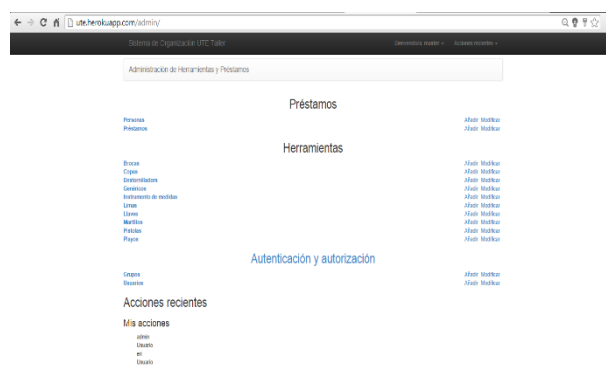 ute.herokuapp.com/admin/
Sistema de Organización UTE Taller
Bienvenido/a master Acciones recientes
Administración de Herramientas y Préstamos
Préstamos
Personas Añadir Modificar
Préstamos Añadir Modificar
Herramientas
Brocas Añadir Modificar
Copas Añadir Modificar
Destornilladors Añadir Modificar
Genéricos Añadir Modificar
Instrumento de medidas Añadir Modificar
Limas Añadir Modificar
Llaves Añadir Modificar
Martillos Añadir Modificar
Pistolas Añadir Modificar
Playos Añadir Modificar
Autenticación y autorización
Grupos Añadir Modificar
Usuarios Añadir Modificar
Acciones recientes
Mis acciones
admin
Usuario
es
Usuario